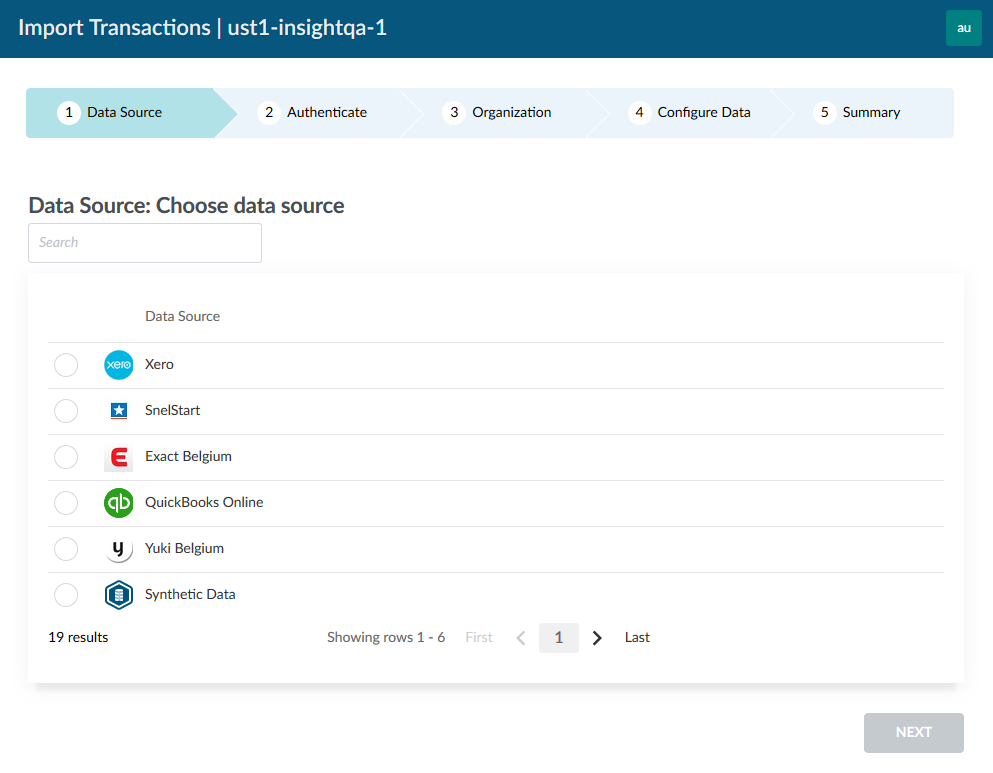 Import Transactions | ust1-insightqa-1
au
1 Data Source
2 Authenticate
3 Organization
4 Configure Data
5 Summary
Data Source: Choose data source
Search
Data Source
xero Xero
SnelStart
E Exact Belgium
qb QuickBooks Online
y Yuki Belgium
Synthetic Data
19 results
Showing rows 1 - 6 First 1 Last
NEXT